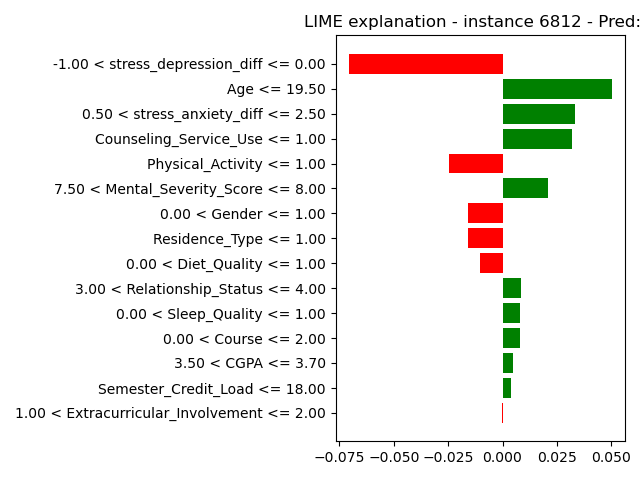 LIME explanation - instance 6812 - Pred:
-1.00 < stress_depression_diff <= 0.00
Age <= 19.50
0.50 < stress_anxiety_diff <= 2.50
Counseling_Service_Use <= 1.00
Physical_Activity <= 1.00
7.50 < Mental_Severity_Score <= 8.00
0.00 < Gender <= 1.00
Residence_Type <= 1.00
0.00 < Diet_Quality <= 1.00
3.00 < Relationship_Status <= 4.00
0.00 < Sleep_Quality <= 1.00
0.00 < Course <= 2.00
3.50 < CGPA <= 3.70
Semester_Credit_Load <= 18.00
1.00 < Extracurricular_Involvement <= 2.00
−0.075 −0.050 −0.025 0.000 0.025 0.050